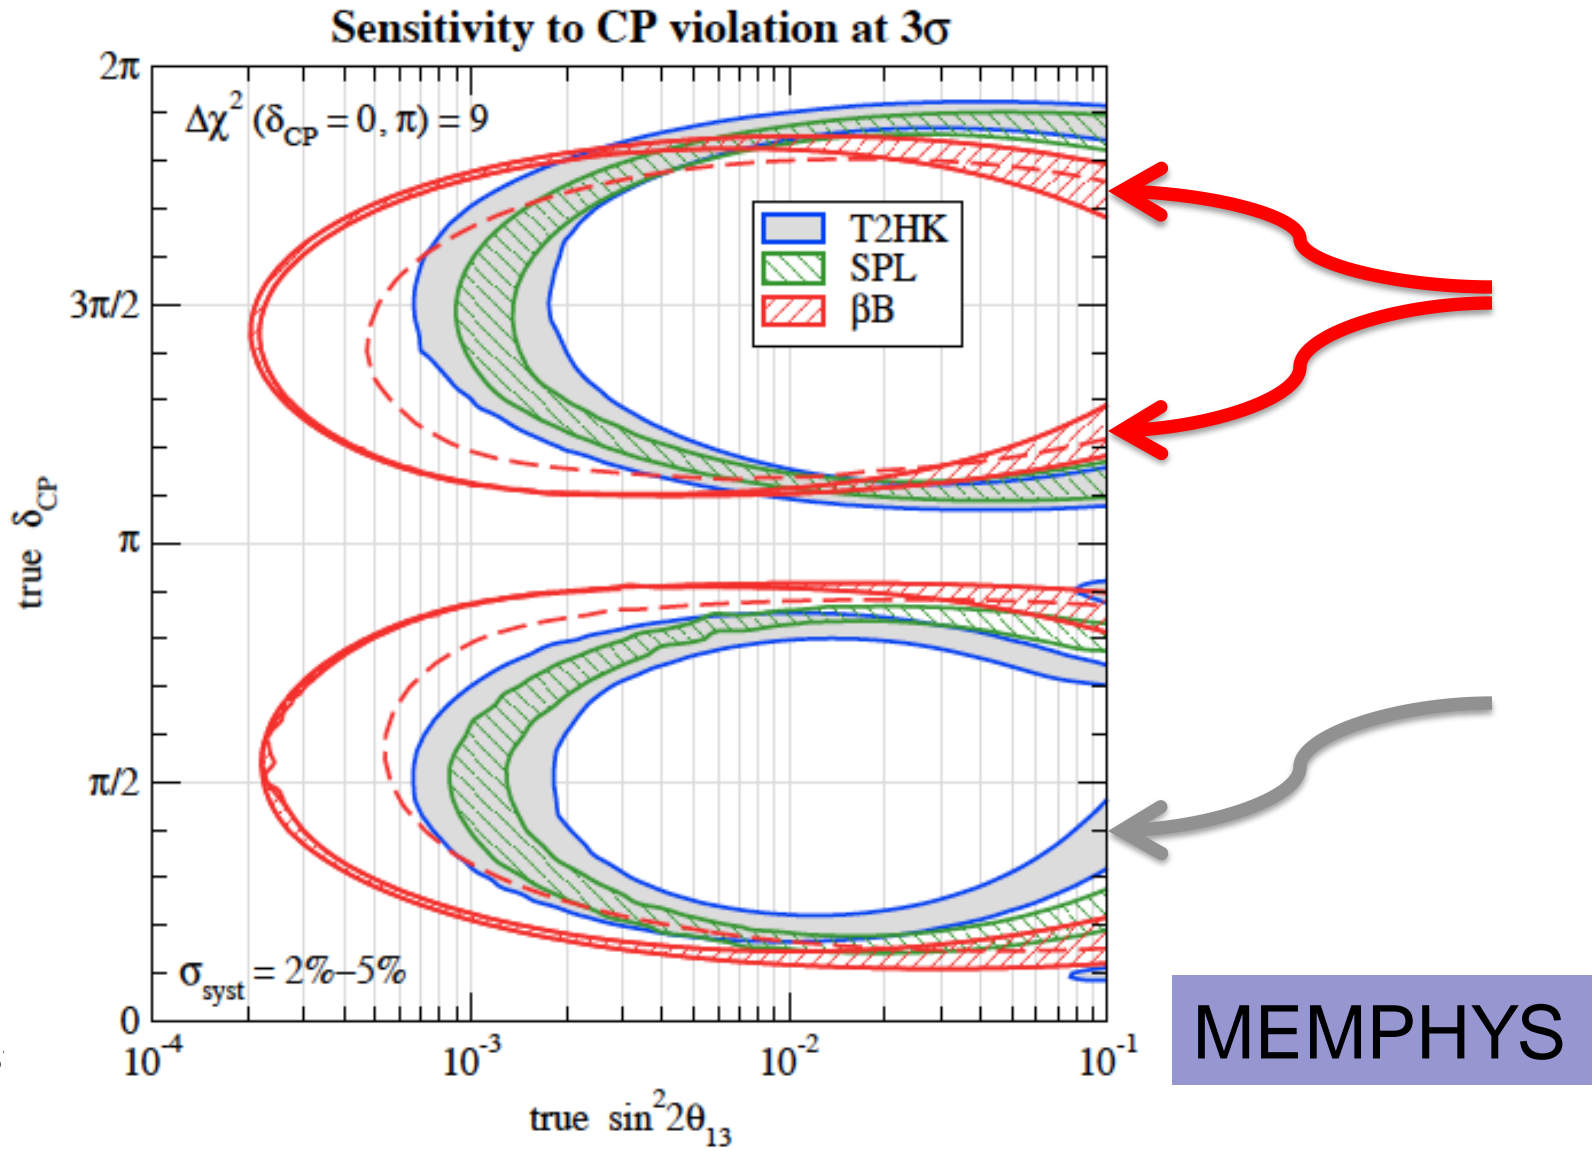 Sensitivity to CP violation at 3σ
2π
Δχ² (δCP = 0, π) = 9
T2HK
SPL
βB
3π/2
true δCP
π
π/2
σsyst = 2%–5%
0
10⁻⁴
10⁻³
10⁻²
10⁻¹
true sin²2θ₁₃
MEMPHYS